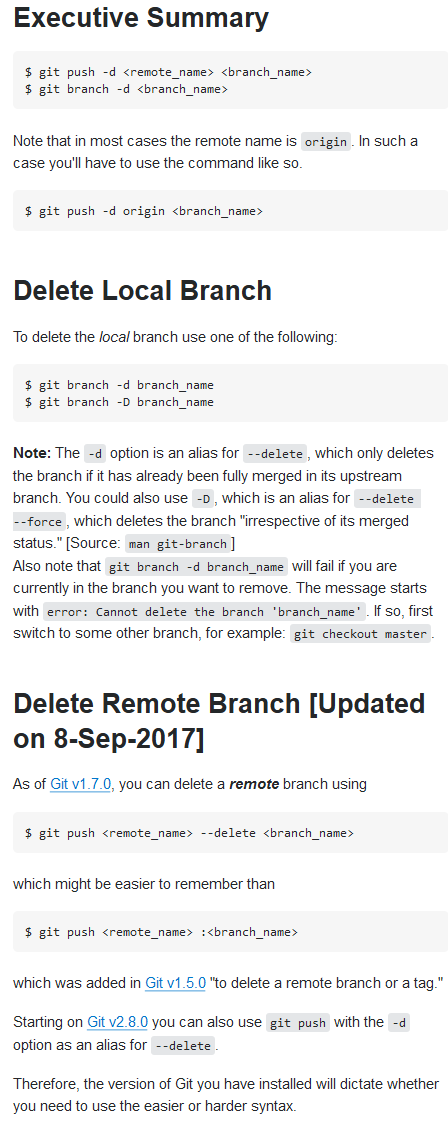 Executive Summary
$ git push -d <remote_name> <branch_name>
$ git branch -d <branch_name>
Note that in most cases the remote name is origin. In such a
case you'll have to use the command like so.
$ git push -d origin <branch_name>
Delete Local Branch
To delete the local branch use one of the following:
$ git branch -d branch_name
$ git branch -D branch_name
Note: The -d option is an alias for --delete, which only deletes
the branch if it has already been fully merged in its upstream
branch. You could also use -D, which is an alias for --delete
--force, which deletes the branch "irrespective of its merged
status." [Source: man git-branch]
Also note that git branch -d branch_name will fail if you are
currently in the branch you want to remove. The message starts
with error: Cannot delete the branch 'branch_name'. If so, first
switch to some other branch, for example: git checkout master.
Delete Remote Branch [Updated
on 8-Sep-2017]
As of Git v1.7.0, you can delete a remote branch using
$ git push <remote_name> --delete <branch_name>
which might be easier to remember than
$ git push <remote_name> :<branch_name>
which was added in Git v1.5.0 "to delete a remote branch or a tag."
Starting on Git v2.8.0 you can also use git push with the -d
option as an alias for --delete.
Therefore, the version of Git you have installed will dictate whether
you need to use the easier or harder syntax.